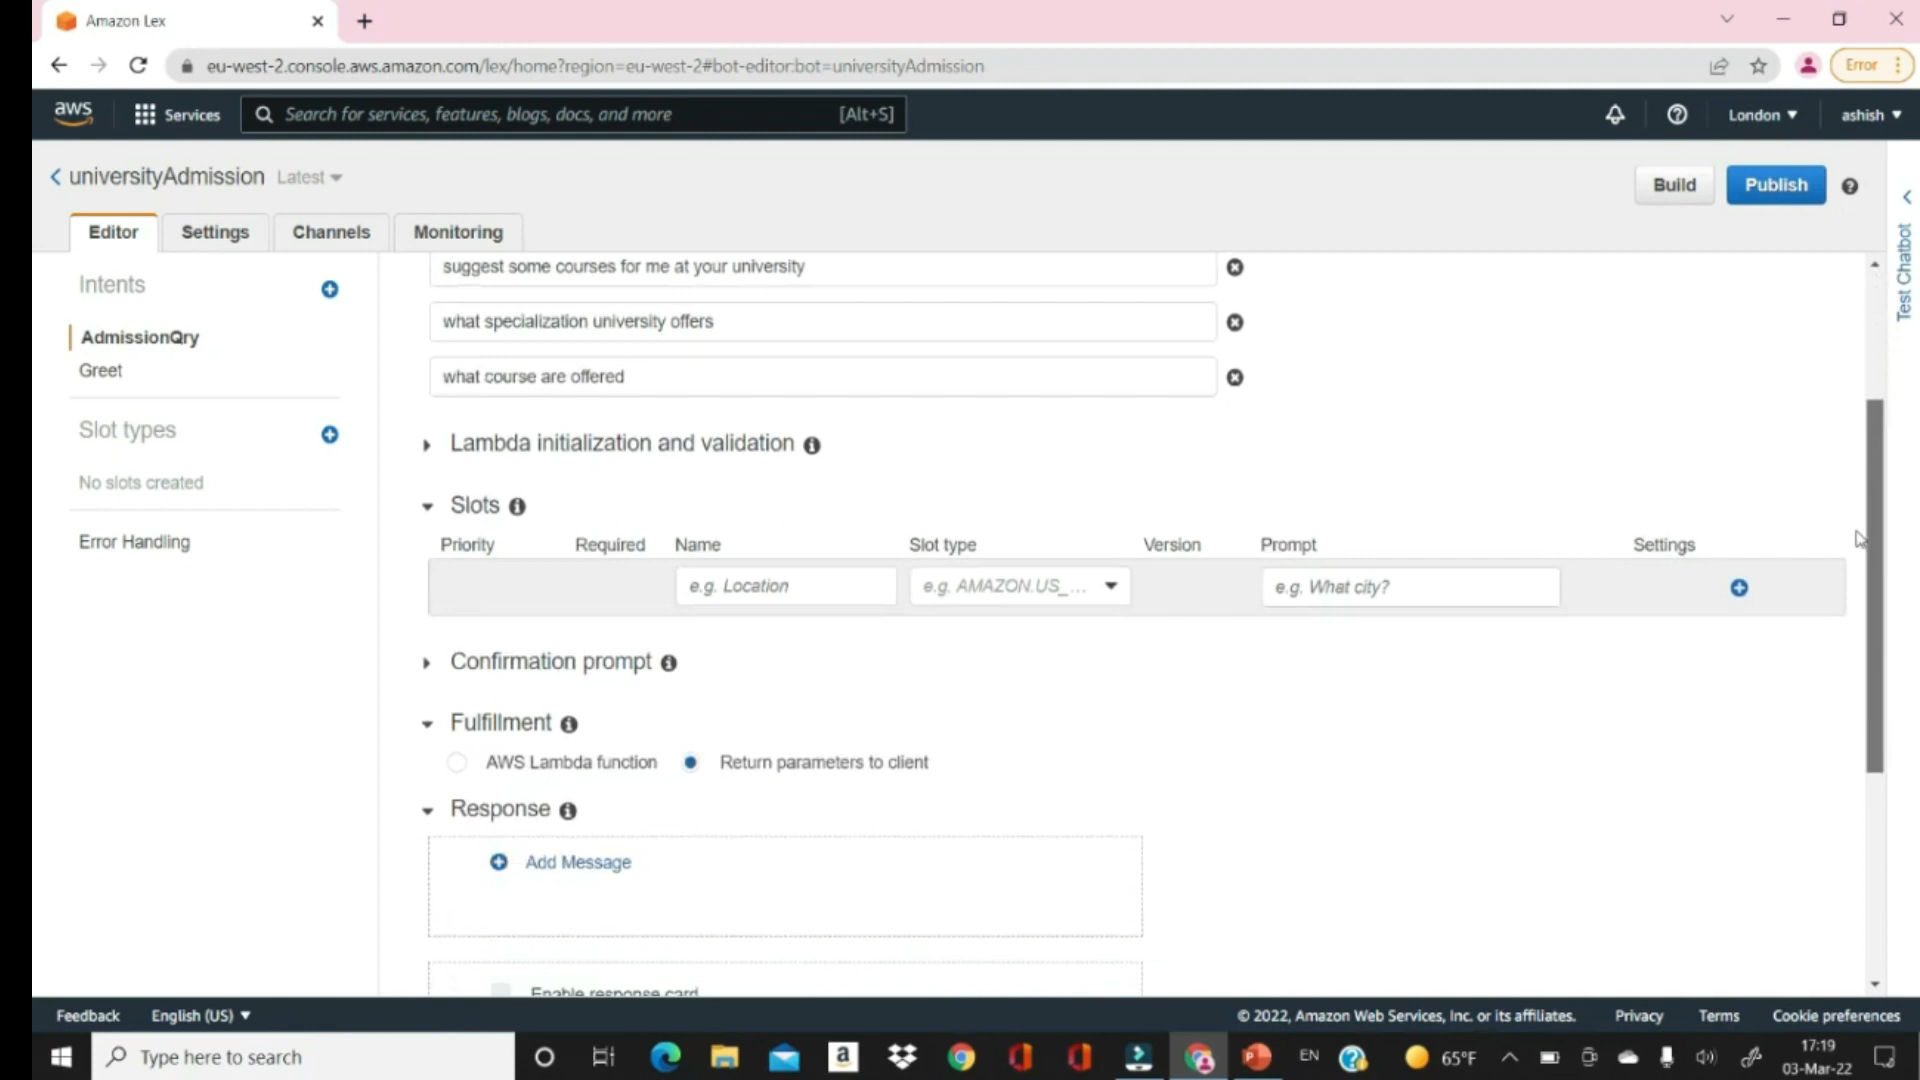 Amazon Lex
eu-west-2.console.aws.amazon.com/lex/home?region=eu-west-2#bot-editor:bot=universityAdmission
Error
aws
Services
Search for services, features, blogs, docs, and more
[Alt+S]
London
ashish
universityAdmission Latest
Build
Publish
Test Chatbot
Editor
Settings
Channels
Monitoring
Intents
AdmissionQry
Greet
Slot types
No slots created
Error Handling
suggest some courses for me at your university
what specialization university offers
what course are offered
Lambda initialization and validation
Slots
Priority Required Name Slot type Version Prompt Settings
e.g. Location e.g. AMAZON.US_... e.g. What city?
Confirmation prompt
Fulfillment
AWS Lambda function Return parameters to client
Response
Add Message
Enable response card
Feedback English (US) © 2022, Amazon Web Services, Inc. or its affiliates. Privacy Terms Cookie preferences
Type here to search
EN
65°F
17:19
03-Mar-22